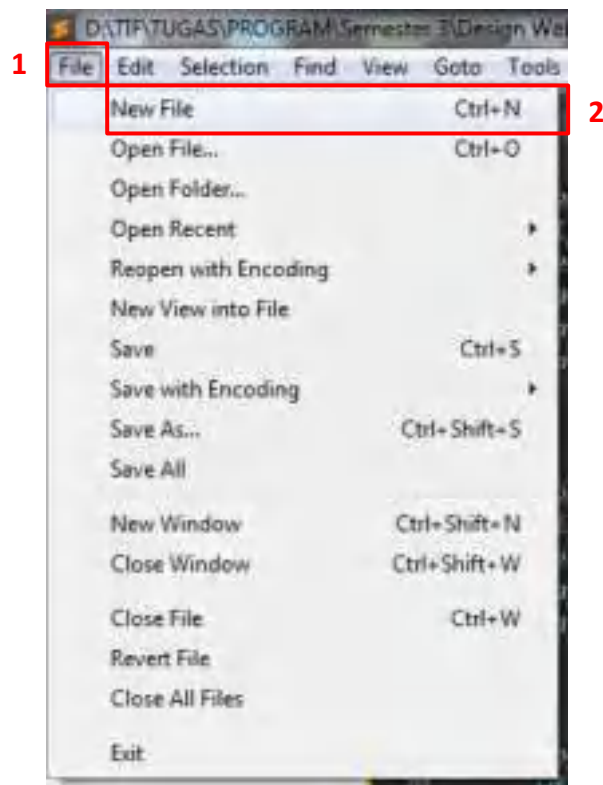 D:\TIF\TUGAS\PROGRAM\Semester 3\Design We
1
File Edit Selection Find View Goto Tools
New File Ctrl+N
2
Open File... Ctrl+O
Open Folder...
Open Recent
Reopen with Encoding
New View into File
Save Ctrl+S
Save with Encoding
Save As... Ctrl+Shift+S
Save All
New Window Ctrl+Shift+N
Close Window Ctrl+Shift+W
Close File Ctrl+W
Revert File
Close All Files
Exit